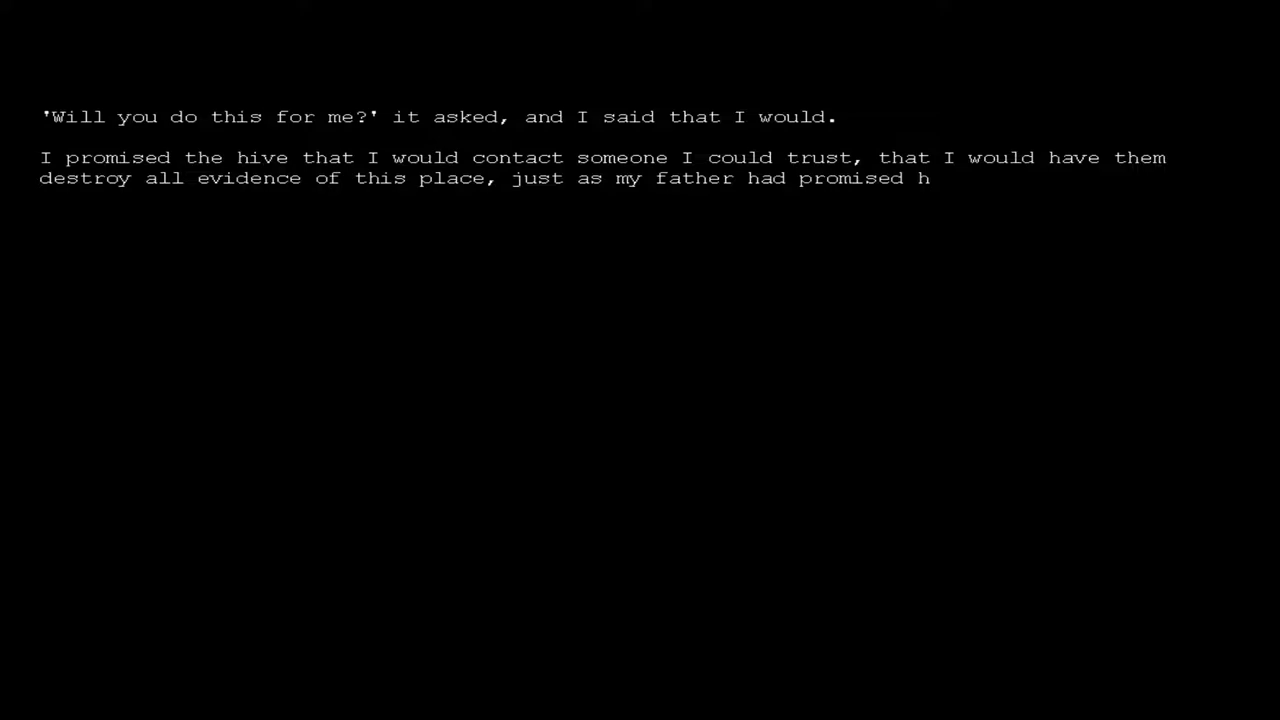 'Will you do this for me?' it asked, and I said that I would.
I promised the hive that I would contact someone I could trust, that I would have them
destroy all evidence of this place, just as my father had promised h